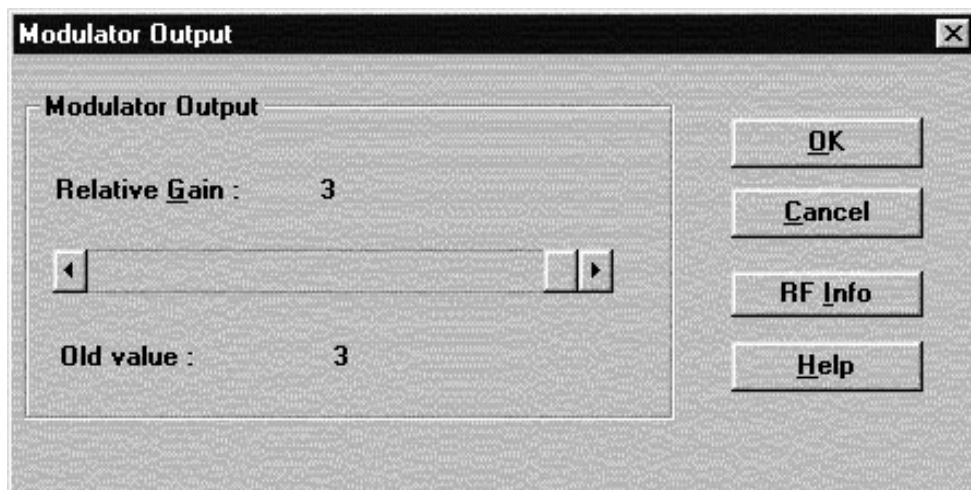 Modulator Output
Modulator Output
Relative Gain : 3
Old value : 3
OK
Cancel
RF Info
Help